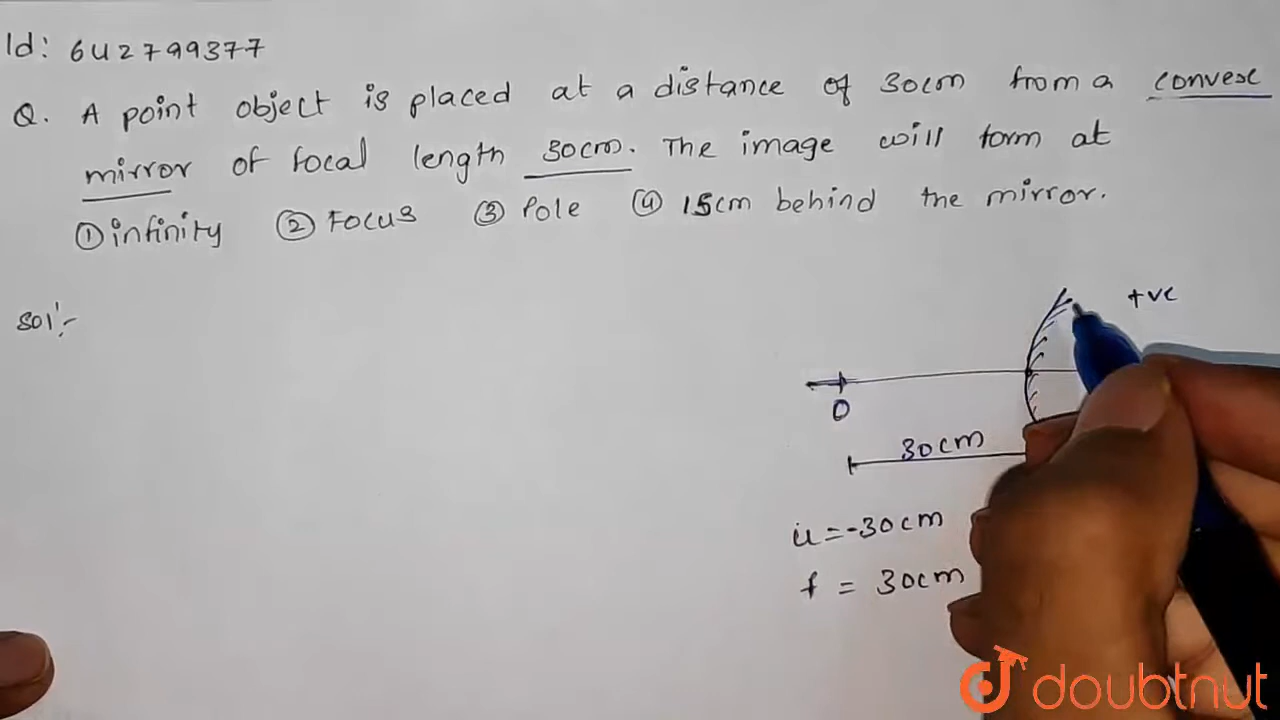 Id: 642799377
Q. A point object is placed at a distance of 30cm from a convex
mirror of focal length 30cm. The image will form at
① infinity ② Focus ③ Pole ④ 15cm behind the mirror.
Sol:-
+ve
O
30cm
u = -30cm
f = 30cm
doubtnut